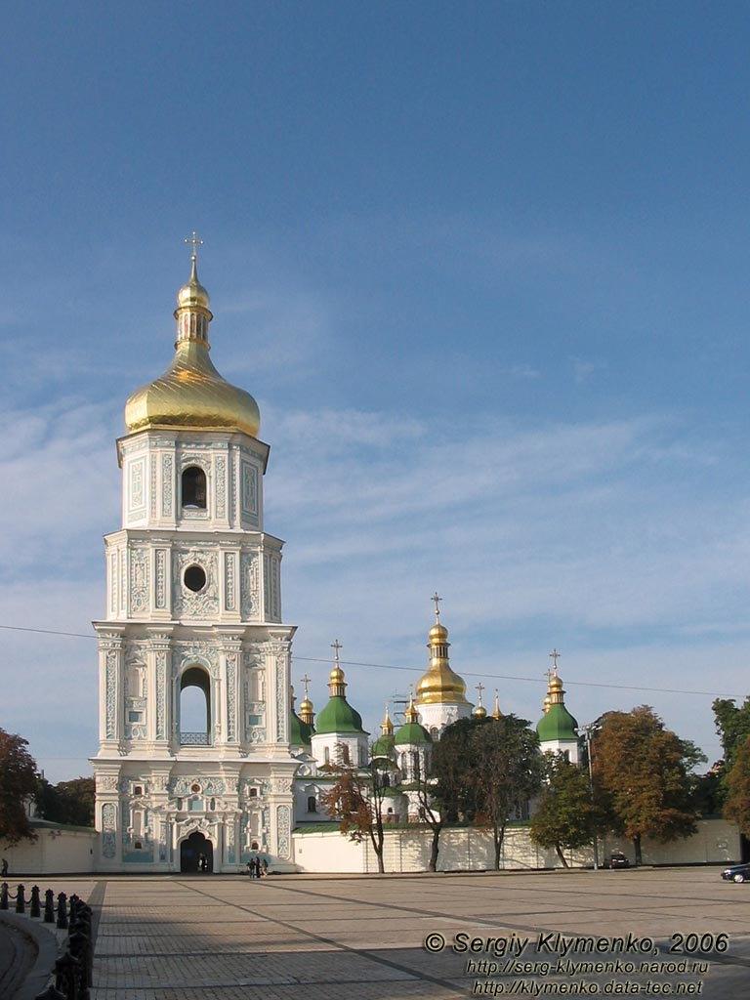 © Sergiy Klymenko, 2006
http://serg-klymenko.narod.ru
http://klymenko.data-tec.net